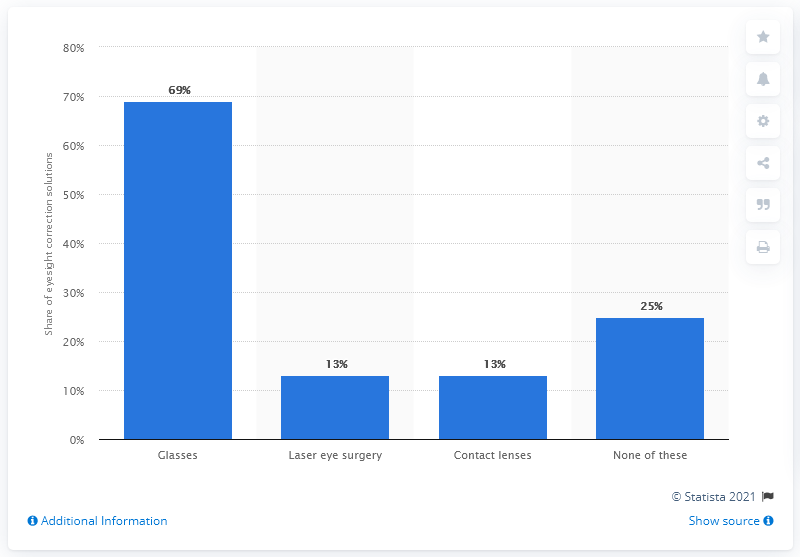 80%
70%
60%
50%
40%
30%
20%
10%
0%
Share of eyesight correction solutions
69%
13%
13%
25%
Glasses
Laser eye surgery
Contact lenses
None of these
© Statista 2021
Additional Information
Show source